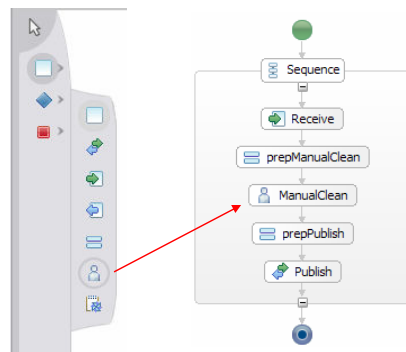 Sequence
Receive
prepManualClean
ManualClean
prepPublish
Publish